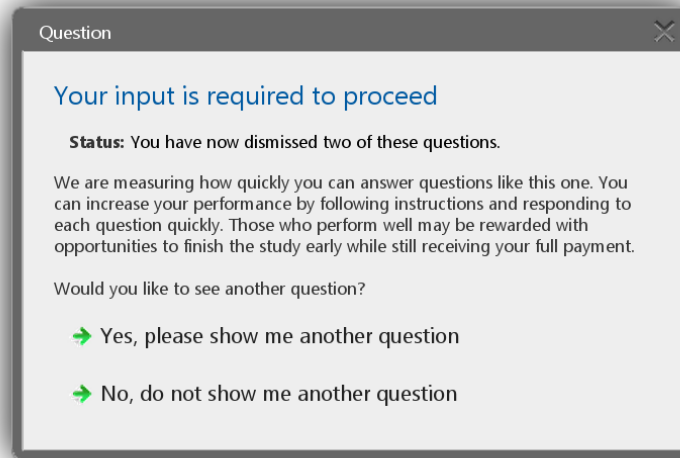 Question
Your input is required to proceed
Status: You have now dismissed two of these questions.
We are measuring how quickly you can answer questions like this one. You
can increase your performance by following instructions and responding to
each question quickly. Those who perform well may be rewarded with
opportunities to finish the study early while still receiving your full payment.
Would you like to see another question?
Yes, please show me another question
No, do not show me another question